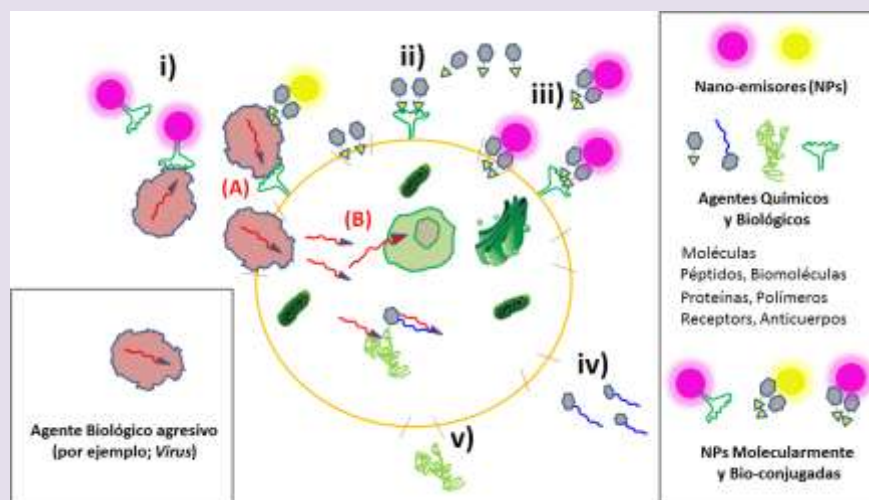 i)
ii)
iii)
(A)
(B)
iv)
v)
Agente Biológico agresivo
(por ejemplo; Virus)
Nano-emisores (NPs)
Agentes Químicos
y Biológicos
Moléculas
Péptidos, Biomoléculas
Proteínas, Polímeros
Receptors, Anticuerpos
NPs Molecularmente
y Bio-conjugadas